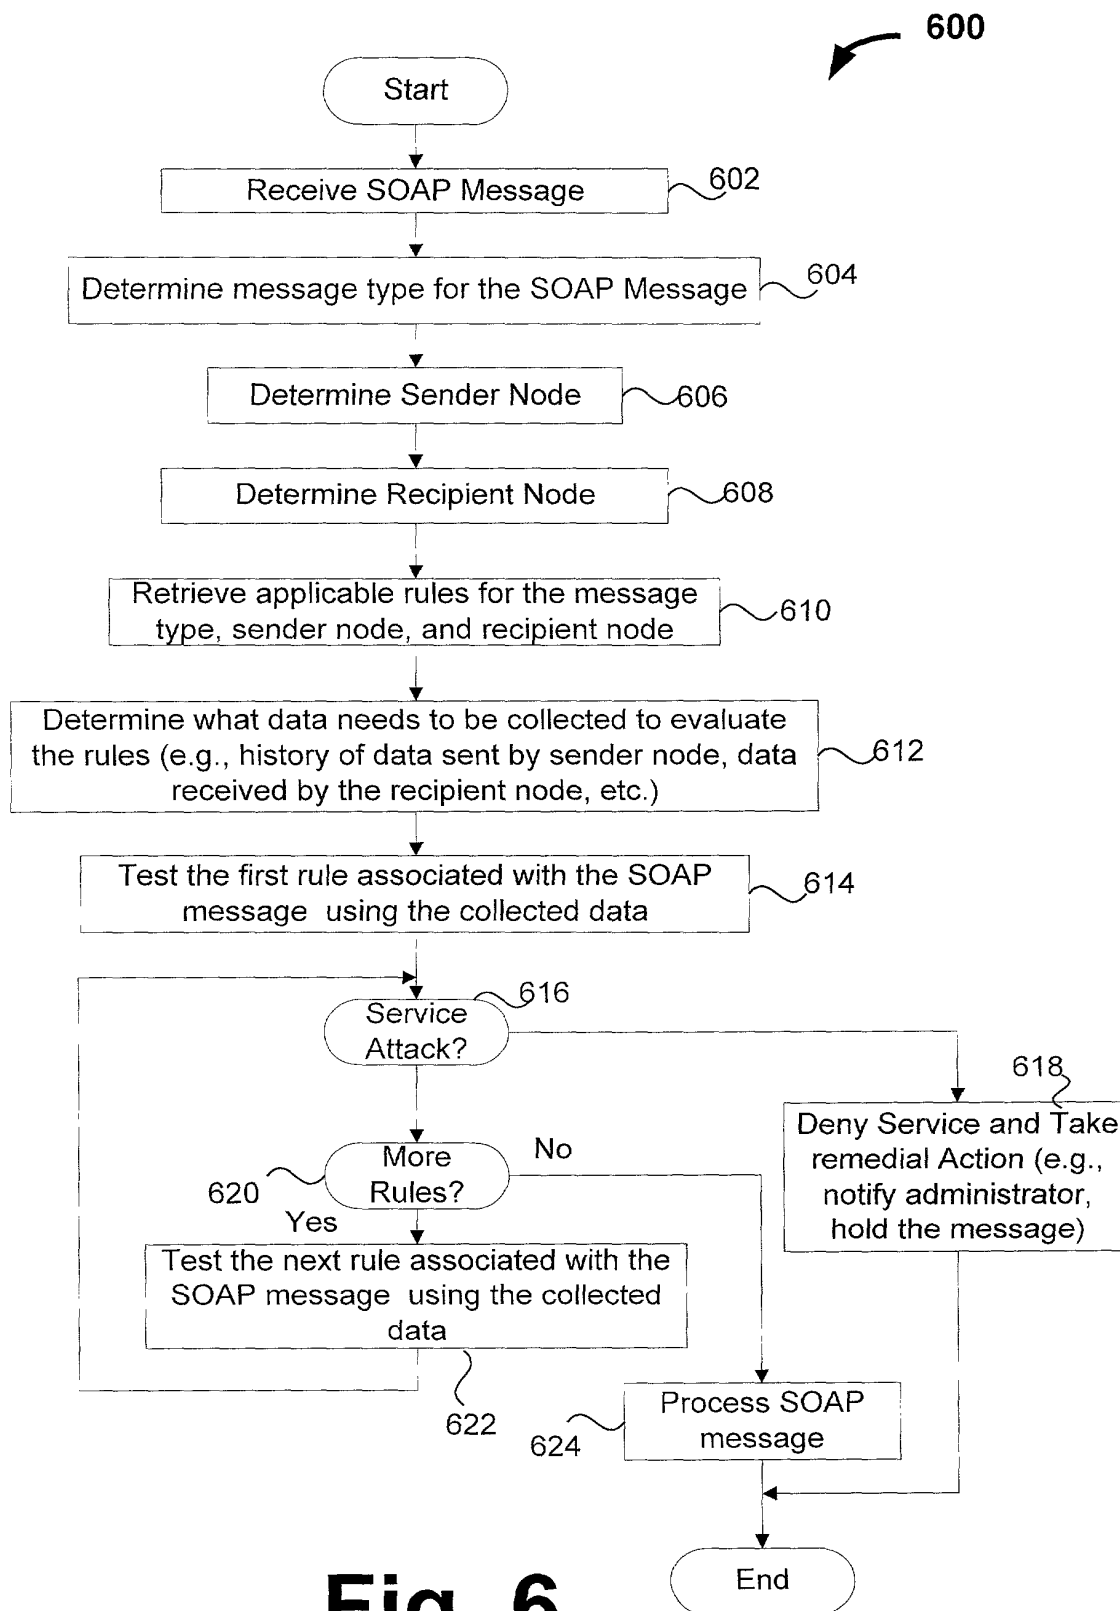 600
Start
Receive SOAP Message
602
Determine message type for the SOAP Message
604
Determine Sender Node
606
Determine Recipient Node
608
Retrieve applicable rules for the message
type, sender node, and recipient node
610
Determine what data needs to be collected to evaluate
the rules (e.g., history of data sent by sender node, data
received by the recipient node, etc.)
612
Test the first rule associated with the SOAP
message using the collected data
614
Service
Attack?
616
618
Deny Service and Take
remedial Action (e.g.,
notify administrator,
hold the message)
More
Rules?
No
620
Yes
Test the next rule associated with the
SOAP message using the collected
data
622
Process SOAP
message
624
End
Fig. 6